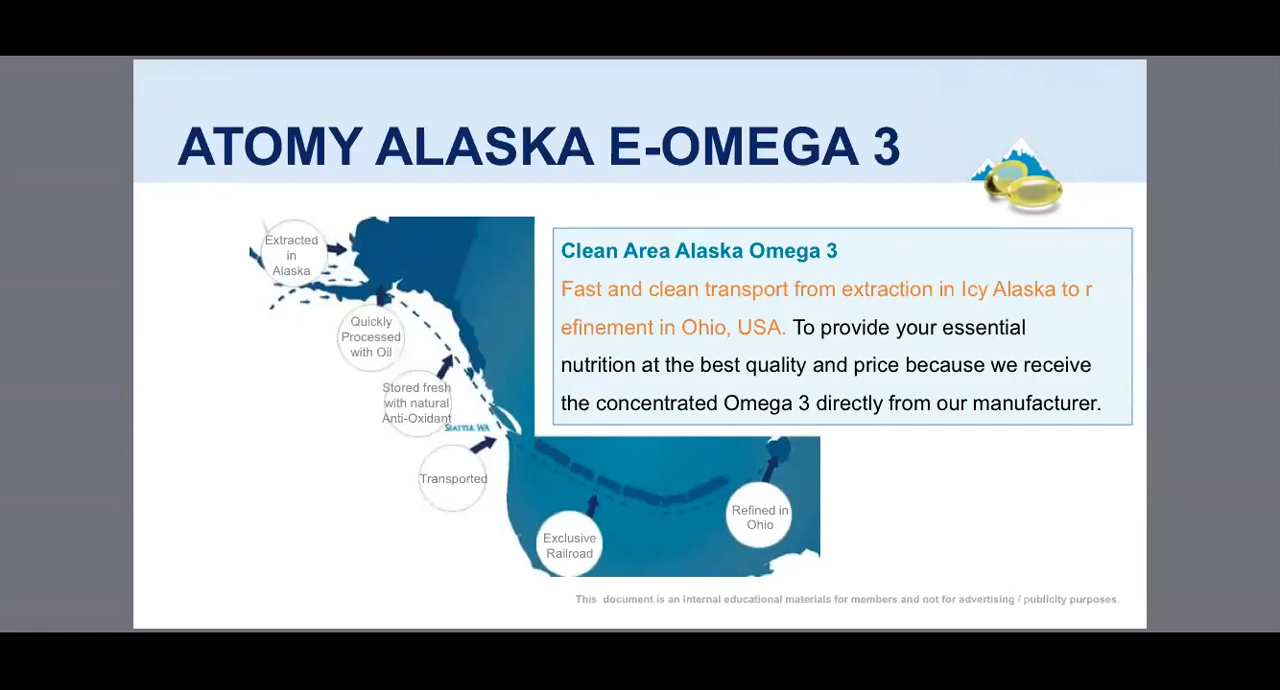 ATOMY ALASKA E-OMEGA 3
Extracted
in
Alaska
Quickly
Processed
with Oil
Stored fresh
with natural
Anti-Oxidant
SEATTLE WA
Transported
Exclusive
Railroad
Refined in
Ohio
Clean Area Alaska Omega 3
Fast and clean transport from extraction in Icy Alaska to r
efinement in Ohio, USA. To provide your essential
nutrition at the best quality and price because we receive
the concentrated Omega 3 directly from our manufacturer.
This document is an internal educational materials for members and not for advertising / publicity purposes.